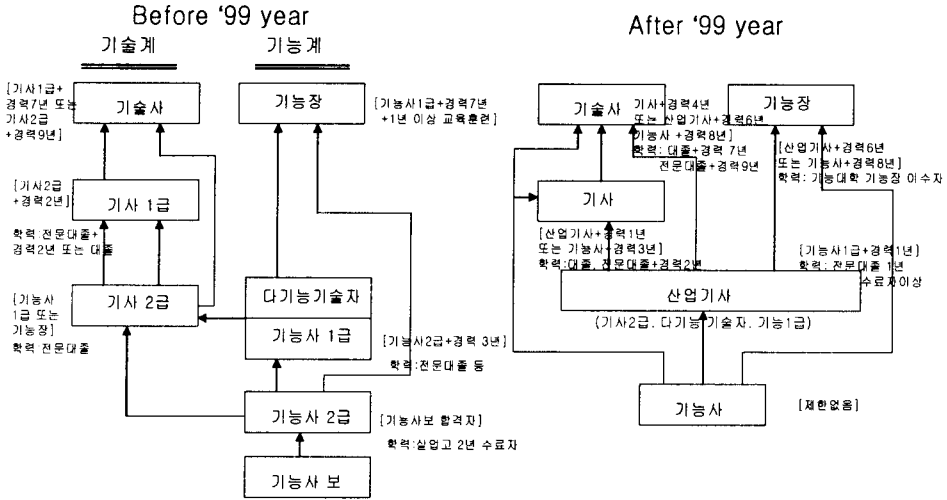 Before ‘99 year
기술계
기능계
[기사1급+
경력7년 또는
기사2급
+경력9년]
기술사
기능장
[기능사1급+경력7년
+1년 이상 교육훈련]
[기사2급
+경력2년]
기사 1급
학력:전문대졸+
경력2년 또는 대졸
[기능사
1급 또는
기능장]
학력:전문대졸
기사 2급
다기능기술자
기능사 1급
[기능사2급+경력 3년]
학력:전문대졸 등
기능사 2급
[기능사보 합격자]
학력:실업고 2년 수료자
기능사 보
After ‘99 year
기술사
기사+경력4년
또는 산업기사+경력6년
기능사 +경력8년]
학력: 대졸+경력 7년
전문대졸+경력9년
기능장
[산업기사+경력6년
또는 기능사+경력8년]
학력: 기능대학 기능장 이수자
기사
[산업기사+경력1년
또는 기능사+경력3년]
학력:대졸, 전문대졸+경력2년
[기능사1급+경력1년]
학력: 전문대졸 1년
수료자이상
산업기사
(기사2급, 다기능 기술자, 기능1급)
기능사
[제한없음]